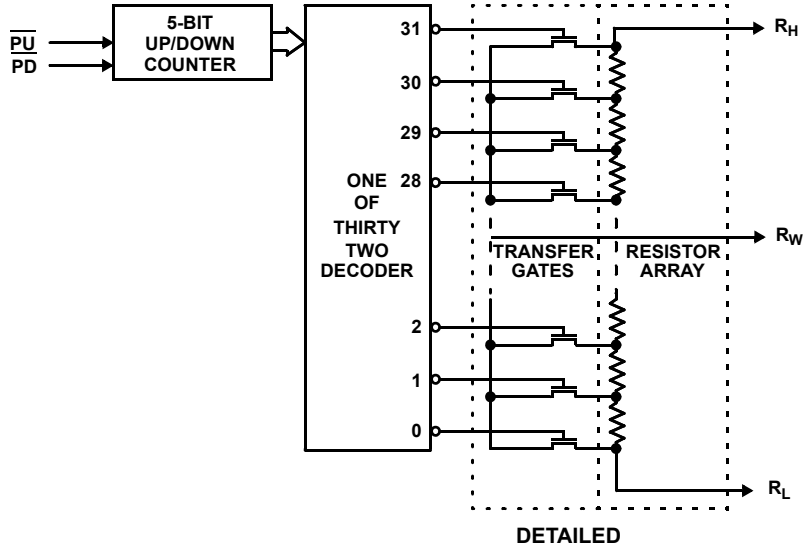 5-BIT
UP/DOWN
COUNTER
PU
PD
ONE
OF
THIRTY
TWO
DECODER
31
30
29
28
2
1
0
TRANSFER
GATES
RESISTOR
ARRAY
RH
RW
RL
DETAILED